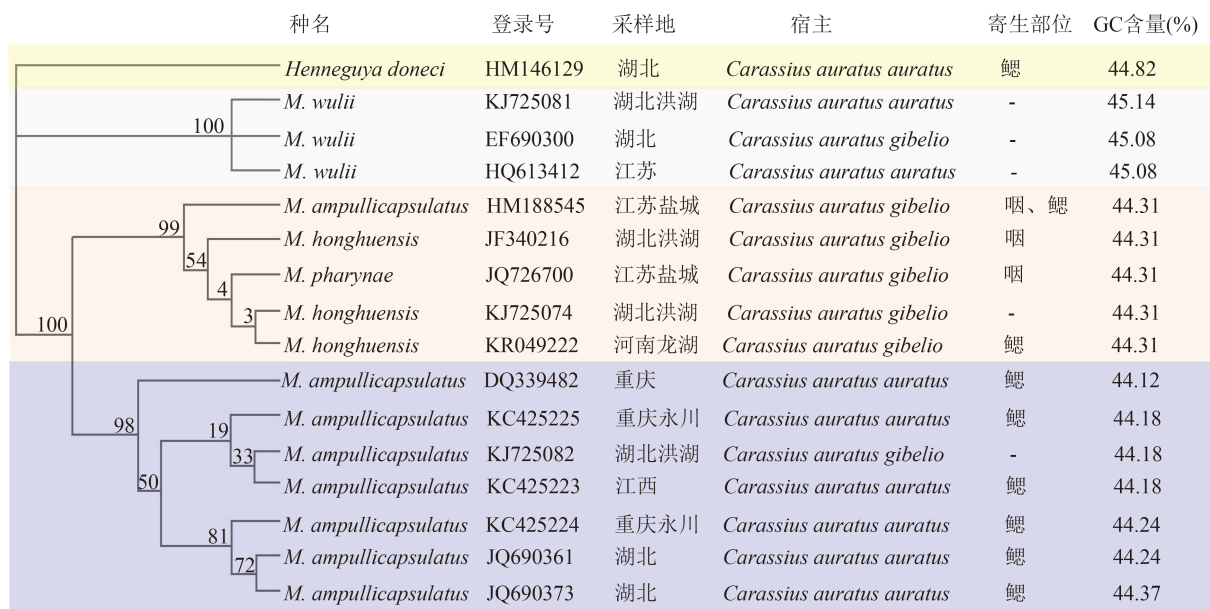 种名 登录号 采样地 宿主 寄生部位 GC含量(%)
Henneguya doneci HM146129 湖北 Carassius auratus auratus 鳃 44.82
M. wulii KJ725081 湖北洪湖 Carassius auratus auratus - 45.14
100
M. wulii EF690300 湖北 Carassius auratus gibelio - 45.08
M. wulii HQ613412 江苏 Carassius auratus auratus - 45.08
M. ampullicapsulatus HM188545 江苏盐城 Carassius auratus gibelio 咽、鳃 44.31
99
M. honghuensis JF340216 湖北洪湖 Carassius auratus gibelio 咽 44.31
54
M. pharynae JQ726700 江苏盐城 Carassius auratus gibelio 咽 44.31
4
M. honghuensis KJ725074 湖北洪湖 Carassius auratus gibelio - 44.31
3
100
M. honghuensis KR049222 河南龙湖 Carassius auratus gibelio 鳃 44.31
M. ampullicapsulatus DQ339482 重庆 Carassius auratus auratus 鳃 44.12
M. ampullicapsulatus KC425225 重庆永川 Carassius auratus auratus 鳃 44.18
98
19
M. ampullicapsulatus KJ725082 湖北洪湖 Carassius auratus gibelio - 44.18
33
M. ampullicapsulatus KC425223 江西 Carassius auratus auratus 鳃 44.18
50
M. ampullicapsulatus KC425224 重庆永川 Carassius auratus auratus 鳃 44.24
81
M. ampullicapsulatus JQ690361 湖北 Carassius auratus auratus 鳃 44.24
72
M. ampullicapsulatus JQ690373 湖北 Carassius auratus auratus 鳃 44.37